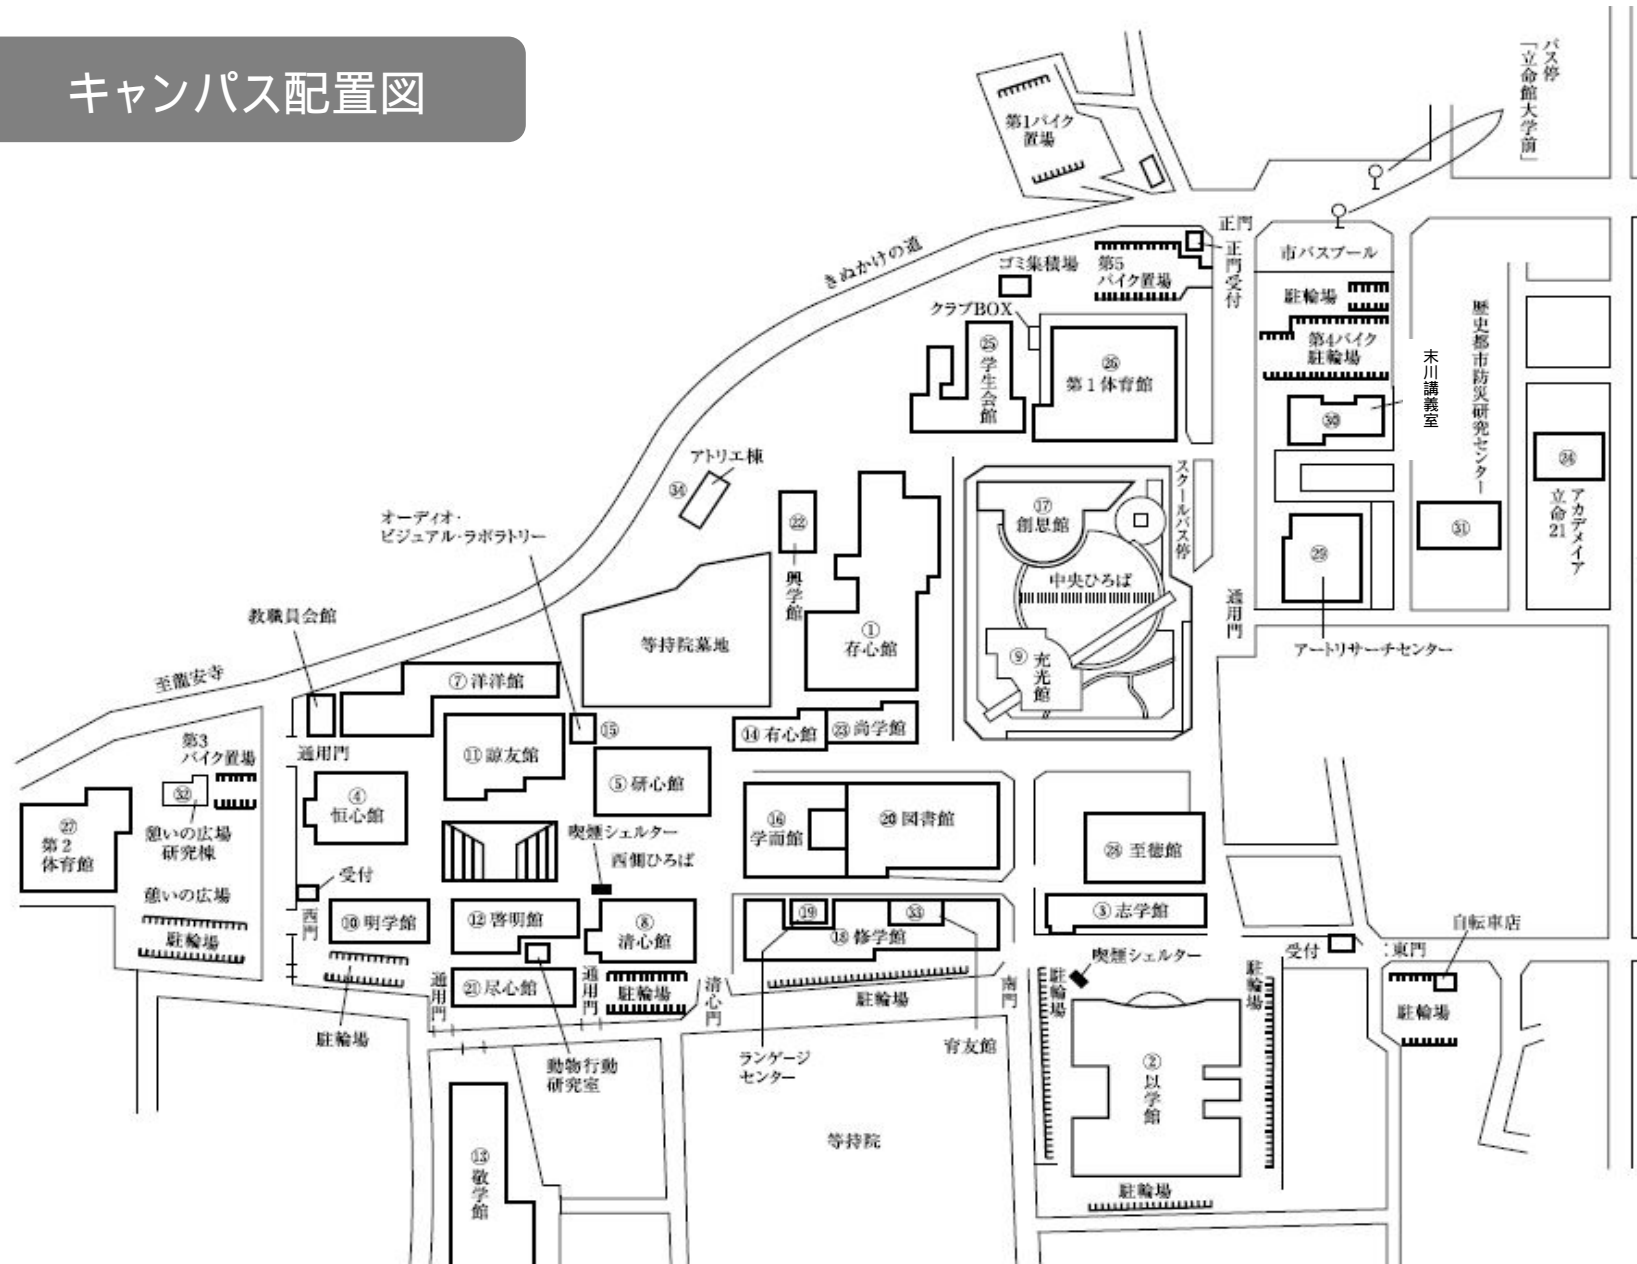 キャンパス配置図
バス停
「立命館大学前」
第1バイク
置場
きぬかけの道
正門
正門受付
市バスプール
ゴミ集積場
第5
バイク置場
クラブBOX
駐輪場
第4バイク
駐輪場
末川講義室
歴史都市防災研究センター
㉕学生会館
㉖
第1体育館
㉚
㉔
アカデメイア
立命21
㉛
アトリエ棟
㉞
㉒
興学館
⑰
創思館
スクールバス停
中央ひろば
㉙
通用門
アートリサーチセンター
オーディオ・
ビジュアル・ラボラトリー
教職員会館
等持院墓地
①
存心館
⑨
充光館
至龍安寺
⑦洋洋館
第3
バイク置場
通用門
⑪諒友館
⑮
⑭有心館
㉓尚学館
⑤研心館
④
恒心館
㉜
憩いの広場
研究棟
㉗
第2
体育館
喫煙シェルター
西側ひろば
⑯
学而館
⑳図書館
㉘至徳館
受付
憩いの広場
西門
⑩明学館
⑫啓明館
⑧
清心館
⑲
㉝
⑱修学館
③志学館
自転車店
駐輪場
受付
東門
喫煙シェルター
㉑尽心館
通用門
通用門
駐輪場
清心門
駐輪場
南門
駐輪場
駐輪場
駐輪場
駐輪場
動物行動
研究室
ランゲージ
センター
育友館
②以学館
等持院
⑬敬学館
駐輪場